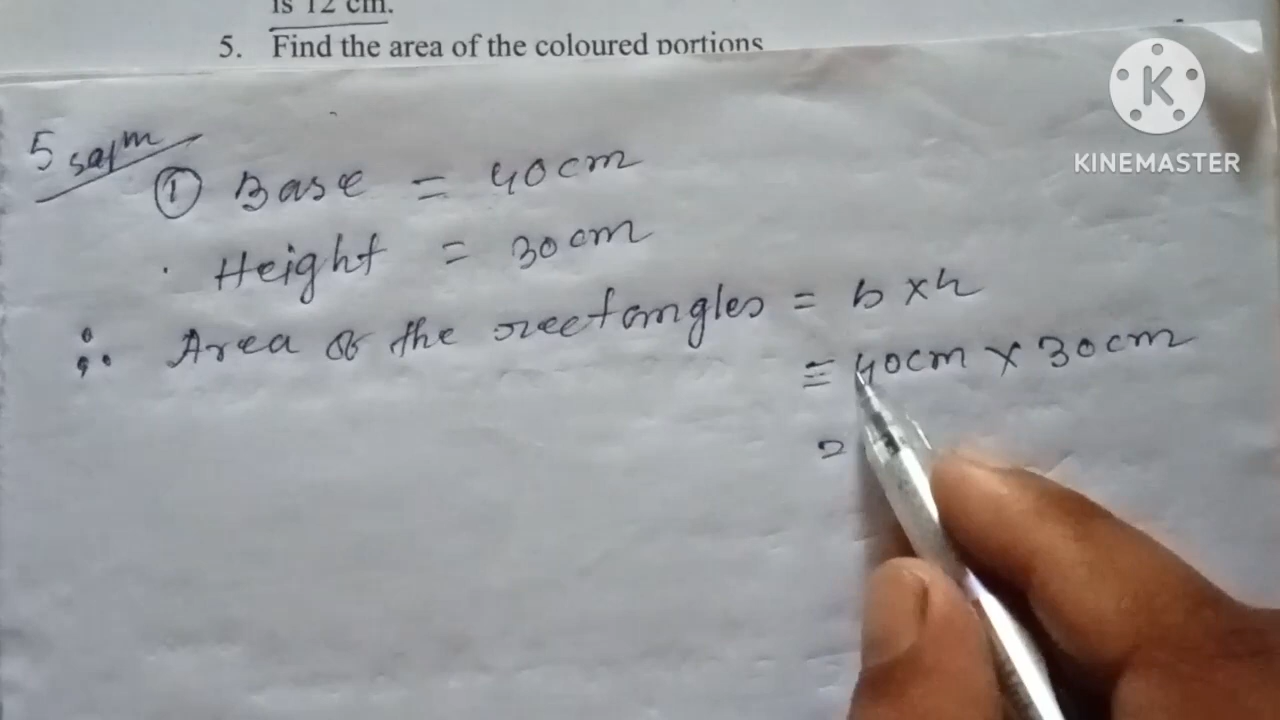 is 12 cm.
5. Find the area of the coloured portions
KINEMASTER
5 solm
① Base = 40cm
Height = 30cm
∴ Area of the rectangles = b×h
= 40cm × 30cm
=